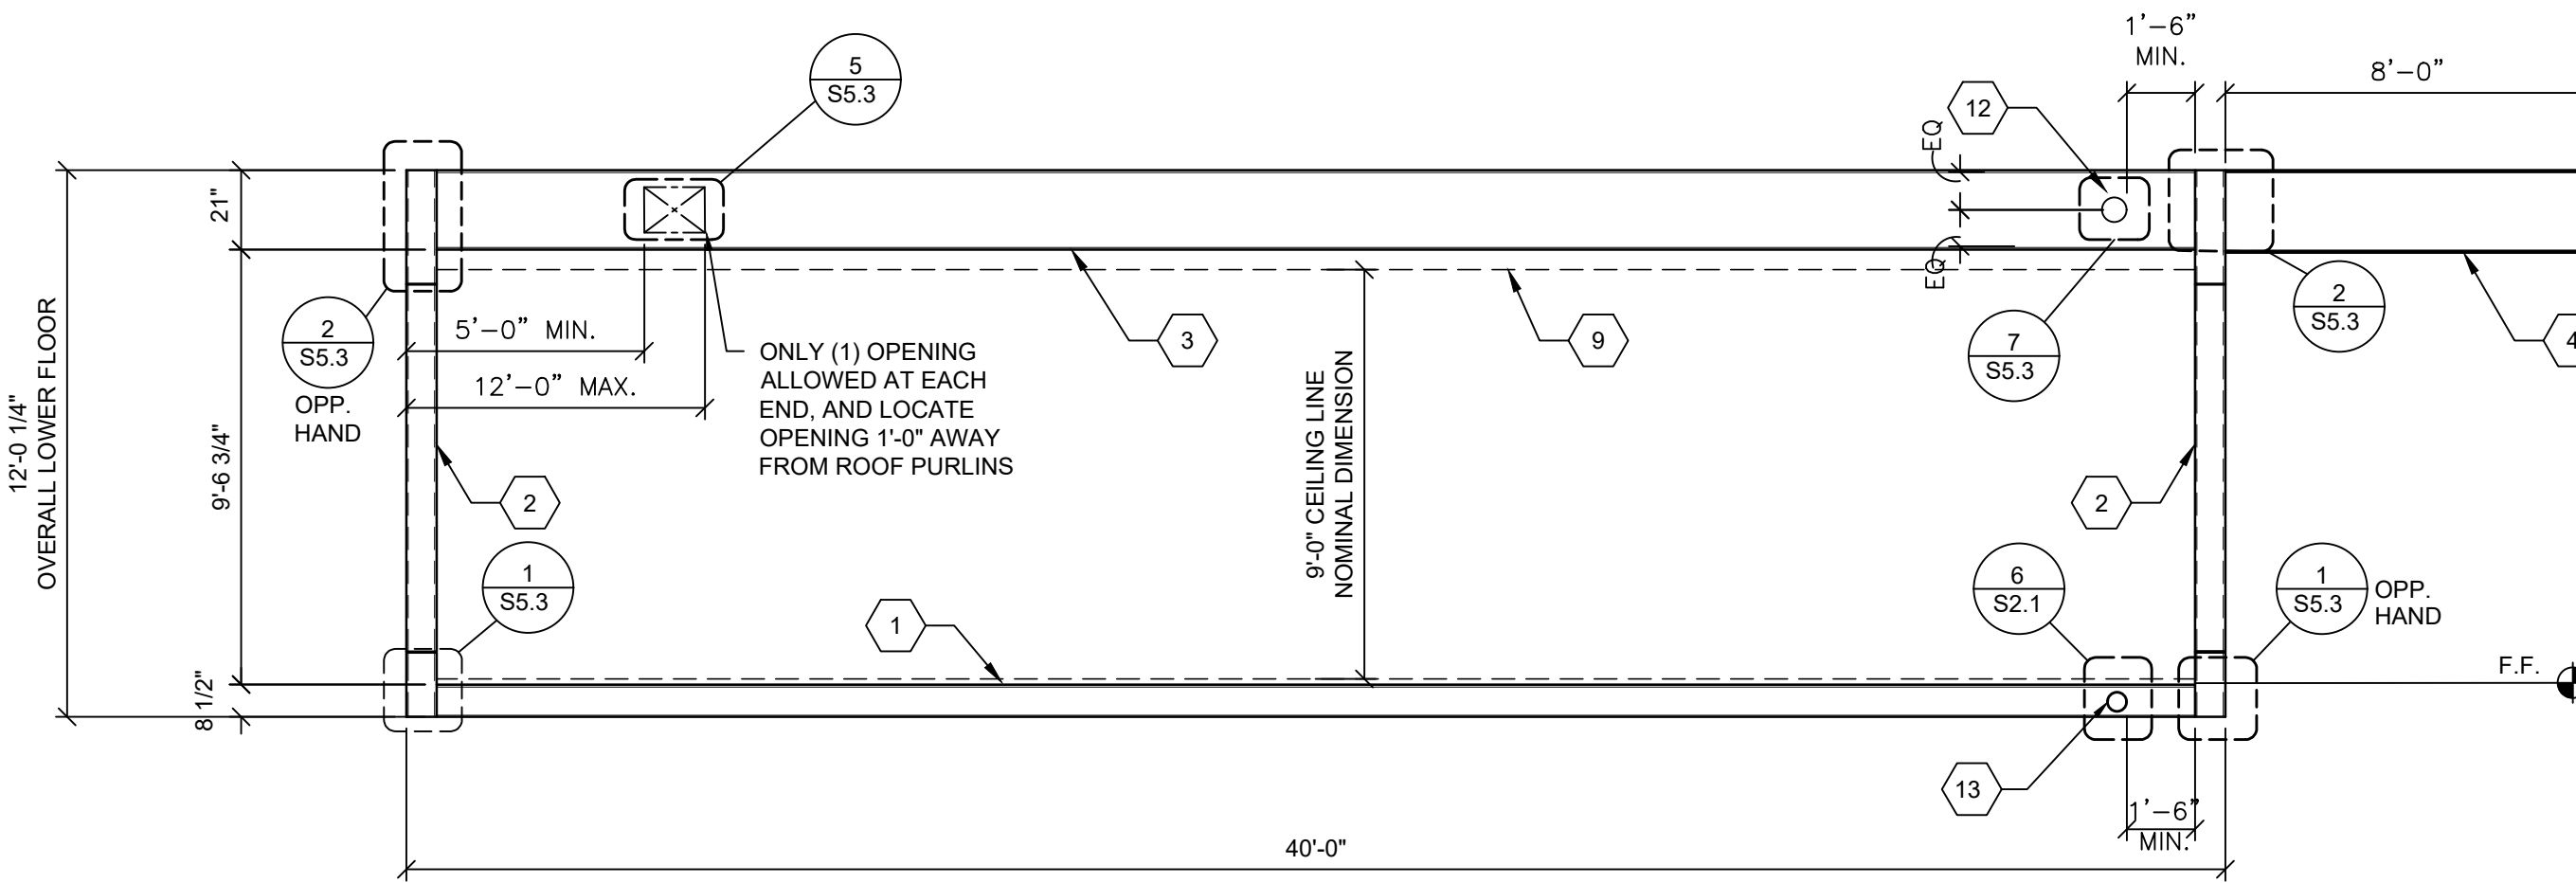 1'-6"
MIN.
8'-0"
5
S5.3
12
EQ
21"
EQ
2
S5.3
OPP.
HAND
5'-0" MIN.
12'-0" MAX.
ONLY (1) OPENING
ALLOWED AT EACH
END, AND LOCATE
OPENING 1'-0" AWAY
FROM ROOF PURLINS
3
9
7
S5.3
2
S5.3
4
12'-0 1/4"
OVERALL LOWER FLOOR
9'-6 3/4"
9'-0" CEILING LINE
NOMINAL DIMENSION
2
2
1
S5.3
1
6
S2.1
1
S5.3
OPP.
HAND
F.F.
8 1/2"
13
1'-6"
MIN.
40'-0"